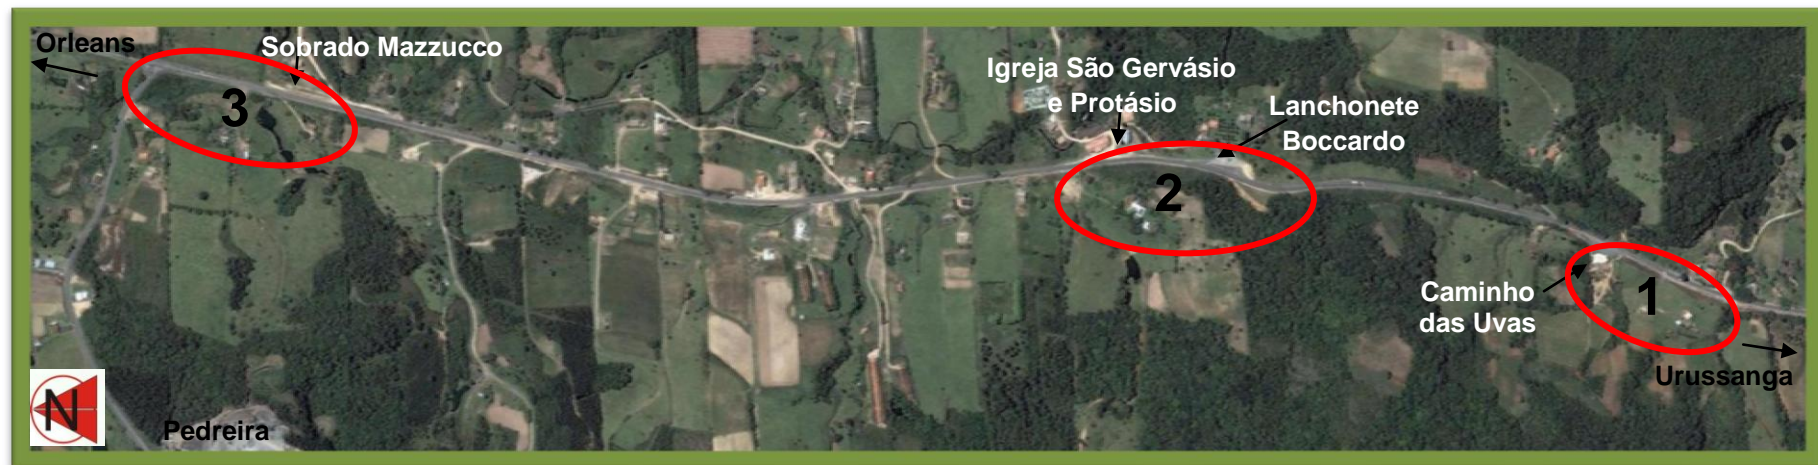 Orleans
Sobrado Mazzucco
3
Igreja São Gervásio
e Protásio
Lanchonete
Boccardo
2
Caminho
das Uvas
1
Urussanga
N
Pedreira